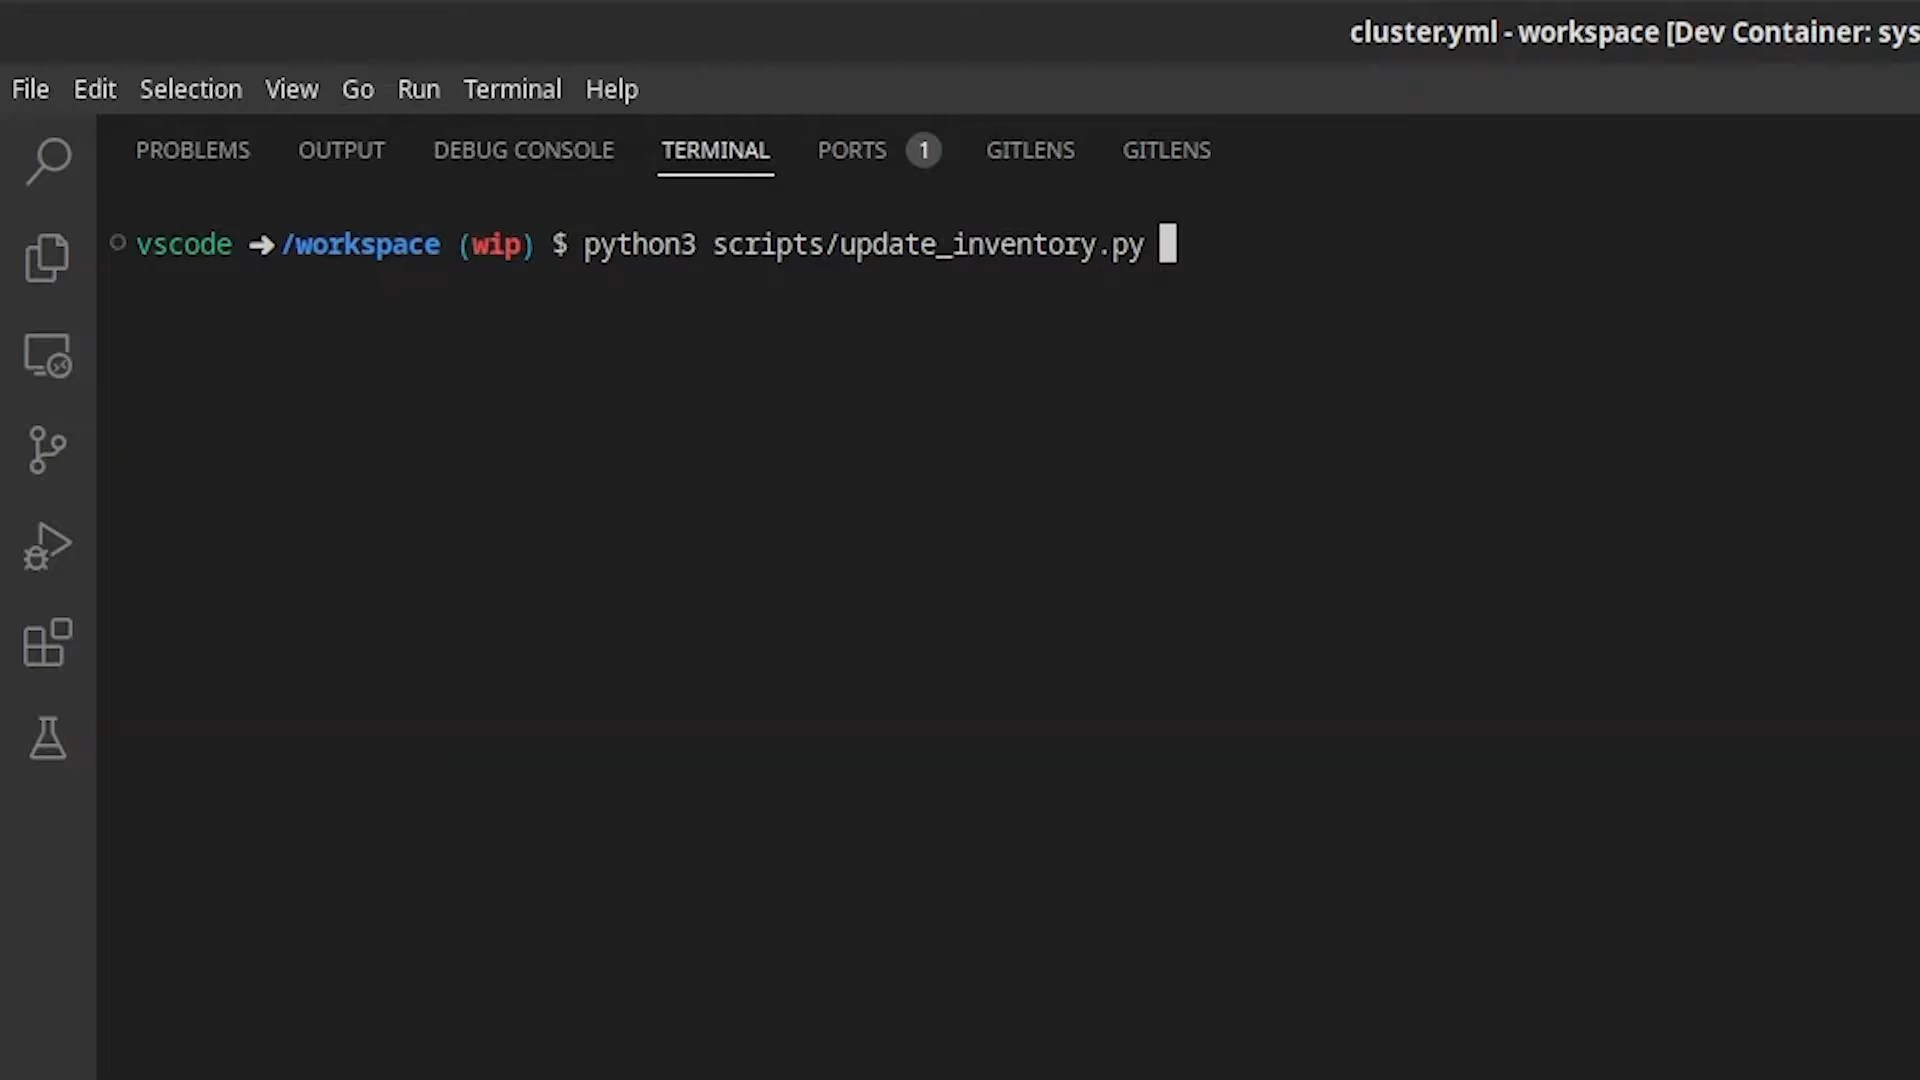 cluster.yml - workspace [Dev Container: sys
File Edit Selection View Go Run Terminal Help
PROBLEMS OUTPUT DEBUG CONSOLE TERMINAL PORTS 1 GITLENS GITLENS
vscode ➜ /workspace (wip) $ python3 scripts/update_inventory.py